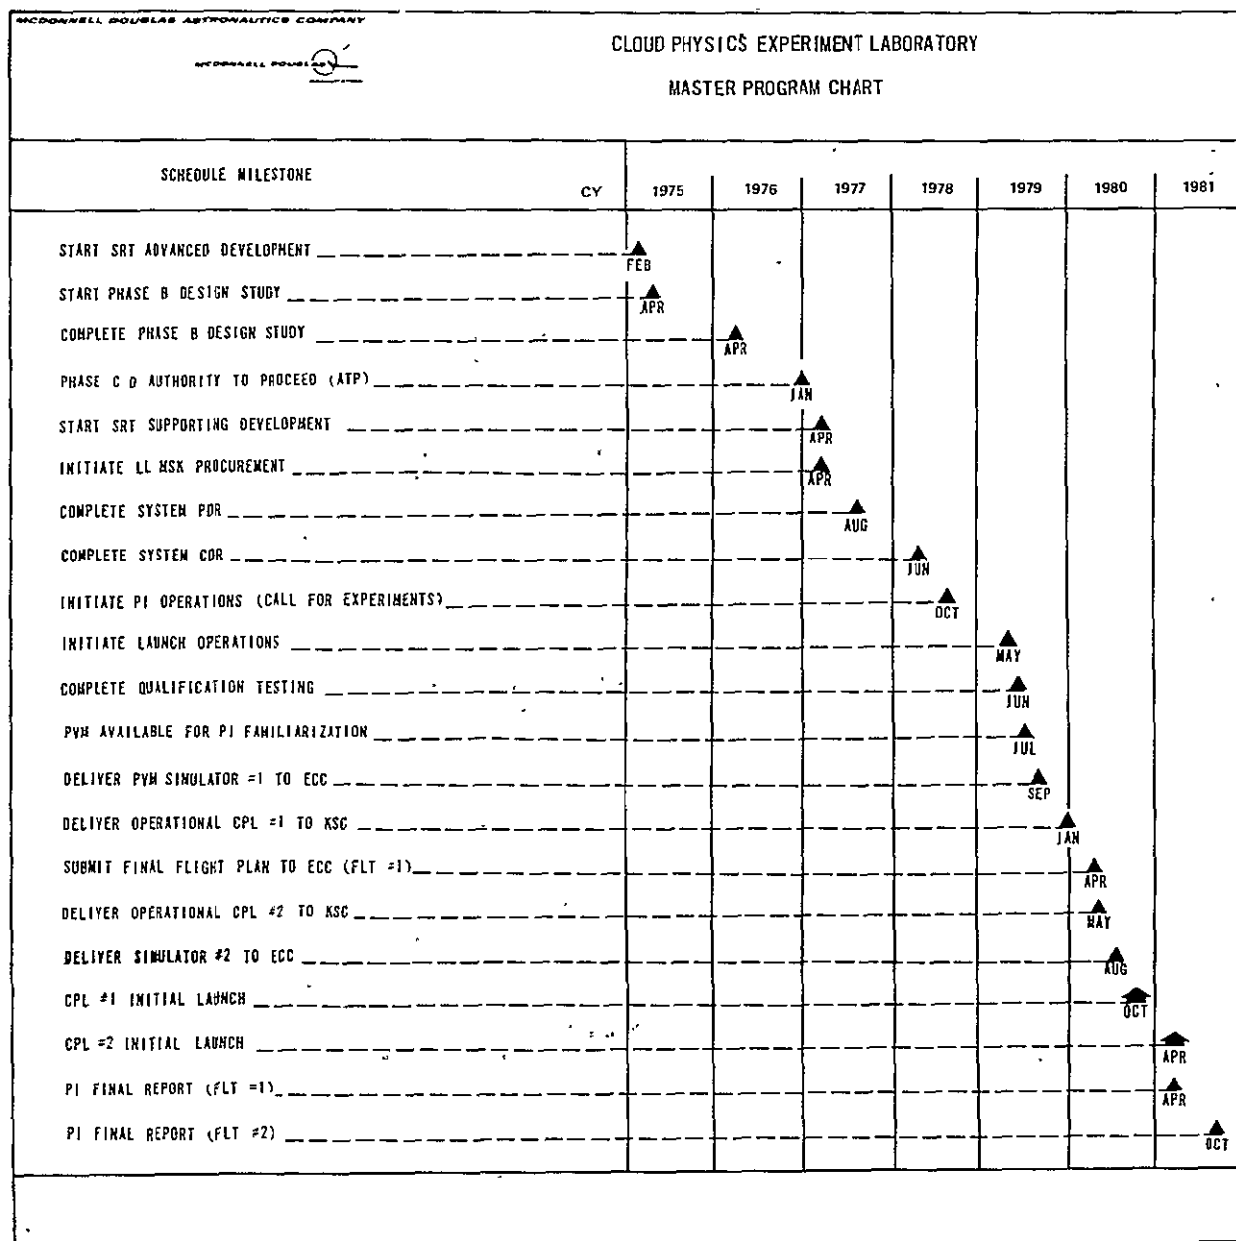 MCDONNELL DOUGLAS ASTRONAUTICS COMPANY
MCDONNELL DOUGLAS
CLOUD PHYSICS EXPERIMENT LABORATORY
MASTER PROGRAM CHART
SCHEDULE MILESTONE CY 1975 1976 1977 1978 1979 1980 1981
START SRT ADVANCED DEVELOPMENT FEB
START PHASE B DESIGN STUDY APR
COMPLETE PHASE B DESIGN STUDY APR
PHASE C D AUTHORITY TO PROCEED (ATP) JAN
START SRT SUPPORTING DEVELOPMENT APR
INITIATE LL MSK PROCUREMENT APR
COMPLETE SYSTEM PDR AUG
COMPLETE SYSTEM CDR JUN
INITIATE PI OPERATIONS (CALL FOR EXPERIMENTS) OCT
INITIATE LAUNCH OPERATIONS MAY
COMPLETE QUALIFICATION TESTING JUN
PVM AVAILABLE FOR PI FAMILIARIZATION JUL
DELIVER PVM SIMULATOR #1 TO ECC SEP
DELIVER OPERATIONAL CPL #1 TO KSC JAN
SUBMIT FINAL FLIGHT PLAN TO ECC (FLT #1) APR
DELIVER OPERATIONAL CPL #2 TO KSC MAY
DELIVER SIMULATOR #2 TO ECC AUG
CPL #1 INITIAL LAUNCH OCT
CPL #2 INITIAL LAUNCH APR
PI FINAL REPORT (FLT #1) APR
PI FINAL REPORT (FLT #2) OCT